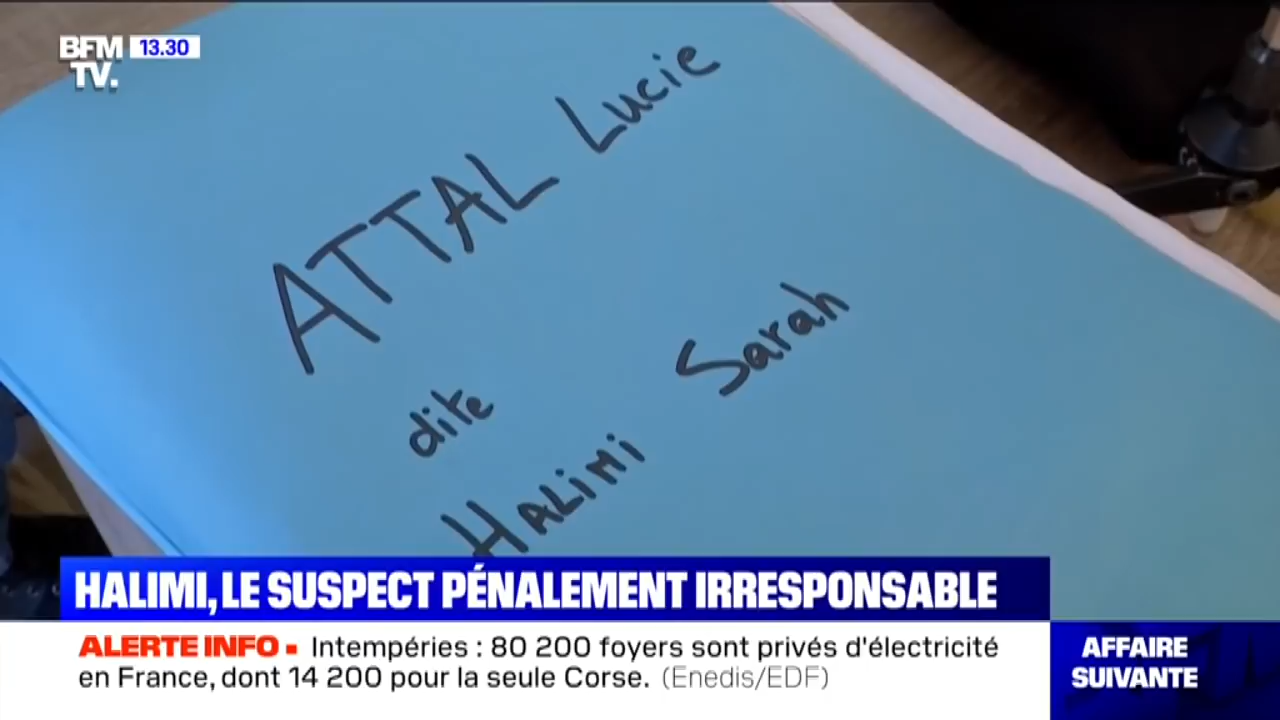 BFM 13.30
TV.
ATTAL Lucie
dite
HALiMi Sarah
HALIMI, LE SUSPECT PÉNALEMENT IRRESPONSABLE
ALERTE INFO ▪ Intempéries : 80 200 foyers sont privés d'électricité
en France, dont 14 200 pour la seule Corse. (Enedis/EDF)
AFFAIRE
SUIVANTE